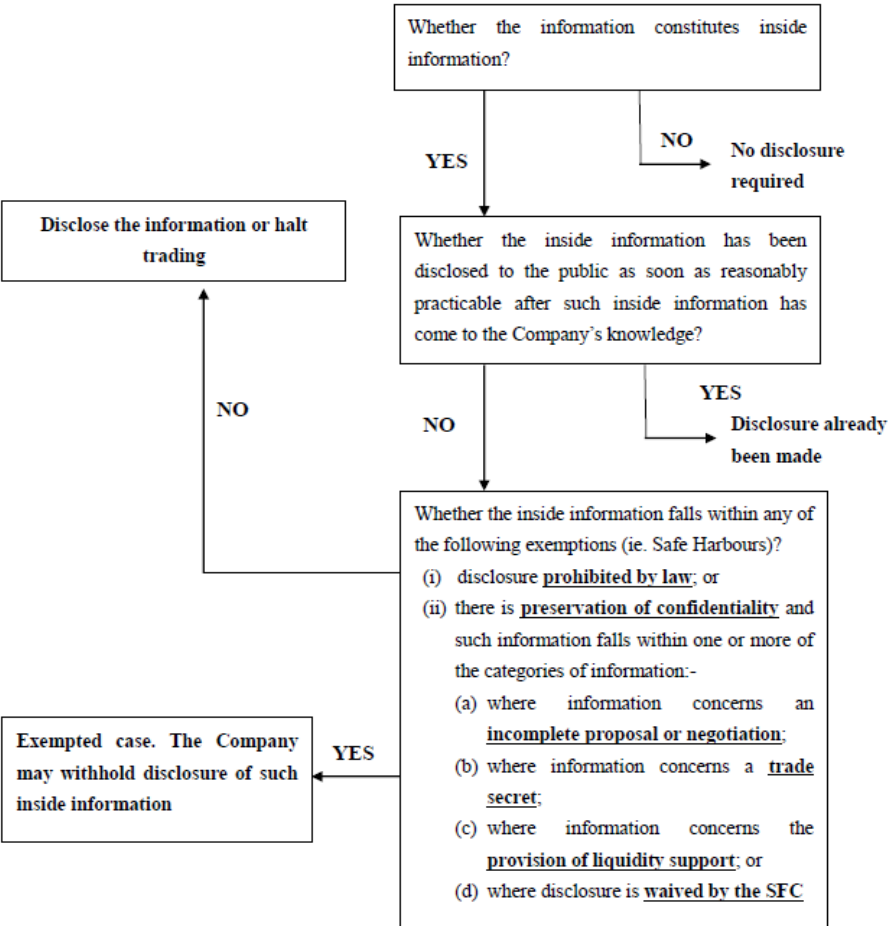 Whether the information constitutes inside
information?
YES
NO
No disclosure
required
Disclose the information or halt
trading
Whether the inside information has been
disclosed to the public as soon as reasonably
practicable after such inside information has
come to the Company's knowledge?
NO
NO
YES
Disclosure already
been made
Whether the inside information falls within any of
the following exemptions (ie. Safe Harbours)?
(i) disclosure prohibited by law; or
(ii) there is preservation of confidentiality and
such information falls within one or more of
the categories of information:-
(a) where information concerns an
incomplete proposal or negotiation;
(b) where information concerns a trade
secret;
(c) where information concerns the
provision of liquidity support; or
(d) where disclosure is waived by the SFC
Exempted case. The Company
may withhold disclosure of such
inside information
YES